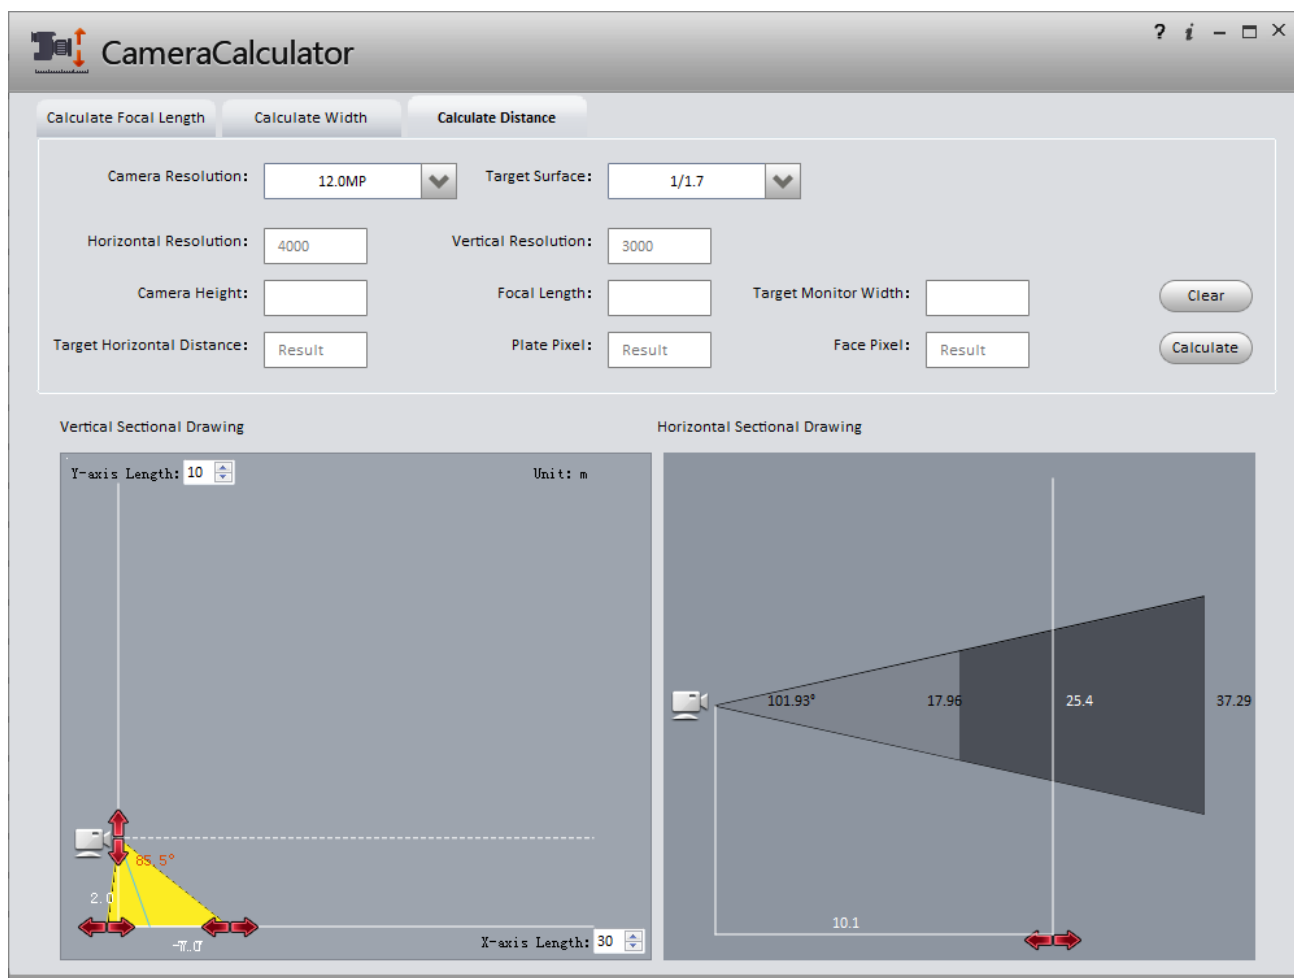 CameraCalculator
? i
Calculate Focal Length Calculate Width Calculate Distance
Camera Resolution: 12.0MP Target Surface: 1/1.7
Horizontal Resolution: 4000 Vertical Resolution: 3000
Camera Height: Focal Length: Target Monitor Width: Clear
Target Horizontal Distance: Result Plate Pixel: Result Face Pixel: Result Calculate
Vertical Sectional Drawing Horizontal Sectional Drawing
Y-axis Length: 10 Unit: m
101.93° 17.96 25.4 37.29
85.5°
2.0
10.1
X-axis Length: 30